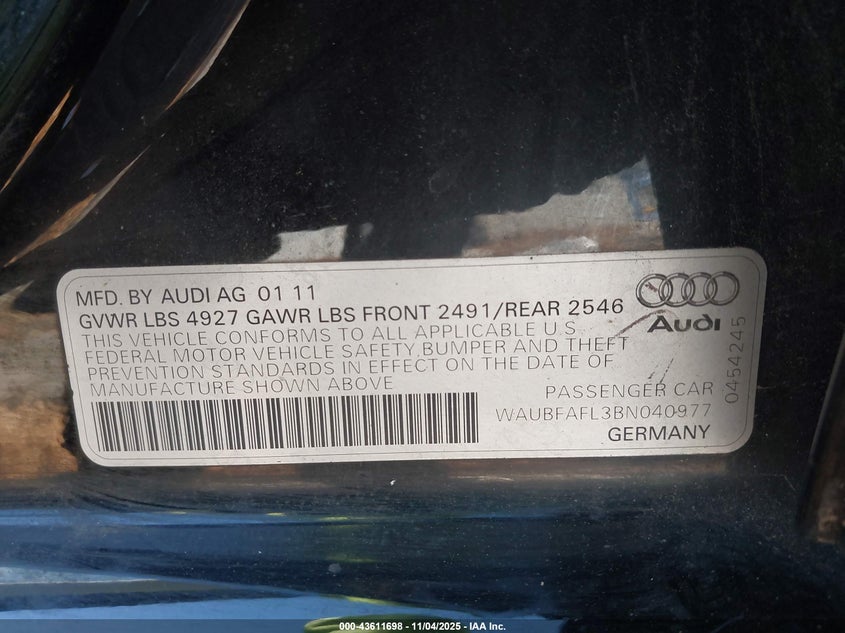 MFD. BY AUDI AG 01 11
GVWR LBS 4927 GAWR LBS FRONT 2491/REAR 2546
THIS VEHICLE CONFORMS TO ALL APPLICABLE U.S.
FEDERAL MOTOR VEHICLE SAFETY, BUMPER AND THEFT
PREVENTION STANDARDS IN EFFECT ON THE DATE OF
MANUFACTURE SHOWN ABOVE
Audi
0454245
PASSENGER CAR
WAUBFAFL3BN040977
GERMANY
000-43611698 - 11/04/2025 - IAA Inc.